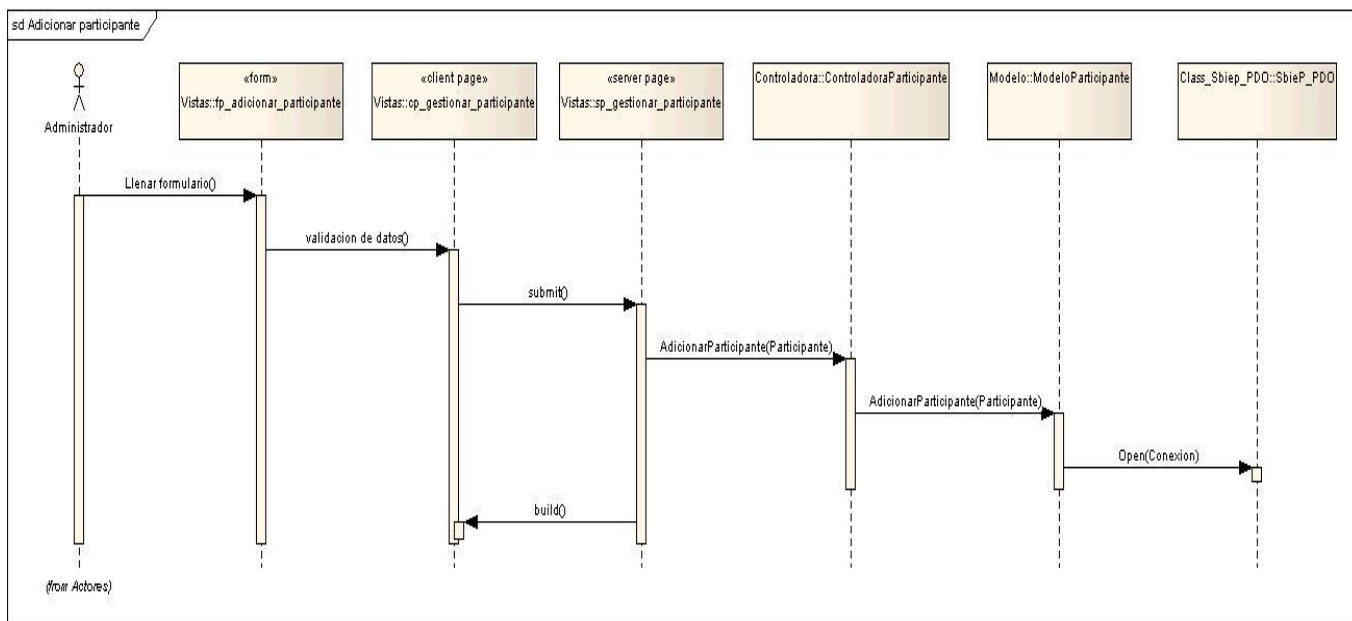 sd Adicionar participante
Administrador
«form»
Vistas::fp_adicionar_participante
«client page»
Vistas::cp_gestionar_participante
«server page»
Vistas::sp_gestionar_participante
Controladora::ControladoraParticipante
Modelo::ModeloParticipante
Class_Sbiep_PDO::SbieP_PDO
Llenar formulario()
validacion de datos()
submit()
AdicionarParticipante(Participante)
AdicionarParticipante(Participante)
Open(Conexion)
build()
(from Actores)